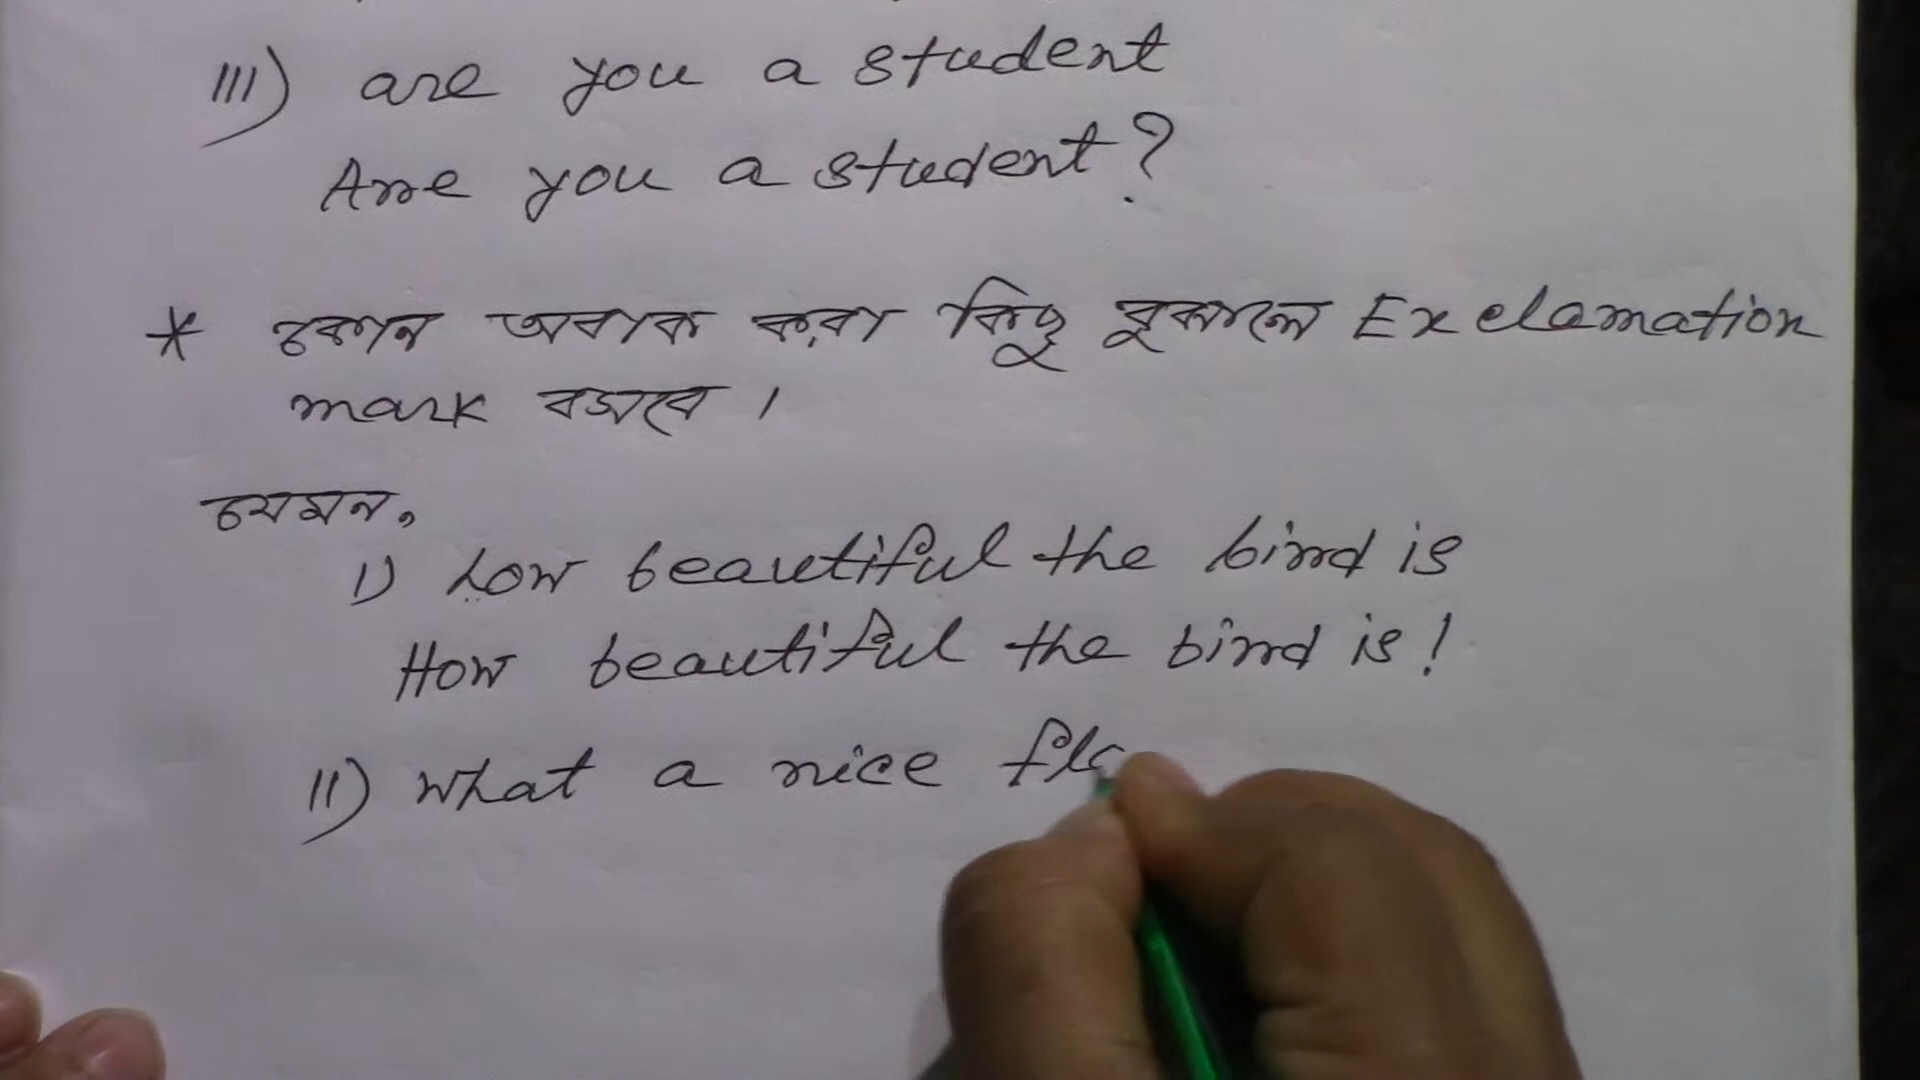 III) are you a student
Are you a student?
* কোন অবাক করা কিছু বুঝালে Exclamation
mark বসবে।
যেমন,
i) how beautiful the bird is
How beautiful the bird is!
II) what a nice